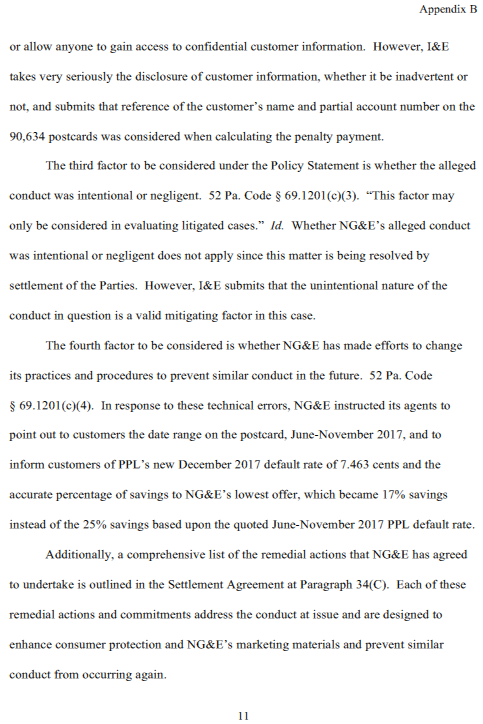 Appendix B
or allow anyone to gain access to confidential customer information.  However, I&E
takes very seriously the disclosure of customer information, whether it be inadvertent or
not, and submits that reference of the customer's name and partial account number on the
90,634 postcards was considered when calculating the penalty payment.
The third factor to be considered under the Policy Statement is whether the alleged
conduct was intentional or negligent.  52 Pa. Code § 69.1201(c)(3).  “This factor may
only be considered in evaluating litigated cases.”  Id.  Whether NG&E's alleged conduct
was intentional or negligent does not apply since this matter is being resolved by
settlement of the Parties.  However, I&E submits that the unintentional nature of the
conduct in question is a valid mitigating factor in this case.
The fourth factor to be considered is whether NG&E has made efforts to change
its practices and procedures to prevent similar conduct in the future.  52 Pa. Code
§ 69.1201(c)(4).  In response to these technical errors, NG&E instructed its agents to
point out to customers the date range on the postcard, June-November 2017, and to
inform customers of PPL's new December 2017 default rate of 7.463 cents and the
accurate percentage of savings to NG&E's lowest offer, which became 17% savings
instead of the 25% savings based upon the quoted June-November 2017 PPL default rate.
Additionally, a comprehensive list of the remedial actions that NG&E has agreed
to undertake is outlined in the Settlement Agreement at Paragraph 34(C).  Each of these
remedial actions and commitments address the conduct at issue and are designed to
enhance consumer protection and NG&E's marketing materials and prevent similar
conduct from occurring again.
11